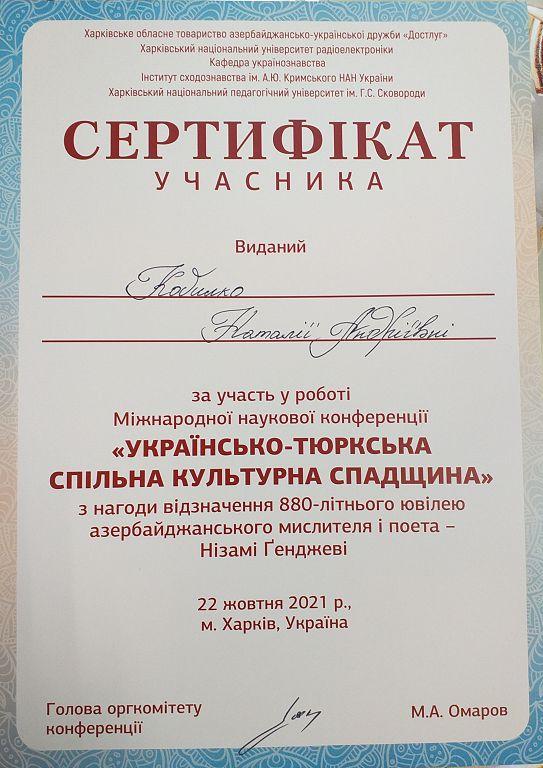 Харківське обласне товариство азербайджансько-української дружби «Достлуг»
Харківський національний університет радіоелектроніки
Кафедра українознавства
Інститут сходознавства ім. А.Ю. Кримського НАН України
Харківський національний педагогічний університет ім. Г.С. Сковороди
СЕРТИФІКАТ
УЧАСНИКА
Виданий
Кобилко
Наталії Андріївні
за участь у роботі
Міжнародної наукової конференції
«УКРАЇНСЬКО-ТЮРКСЬКА
СПІЛЬНА КУЛЬТУРНА СПАДЩИНА»
з нагоди відзначення 880-літнього ювілею
азербайджанського мислителя і поета –
Нізамі Ґенджеві
22 жовтня 2021 р.,
м. Харків, Україна
Голова оргкомітету
конференції
М.А. Омаров